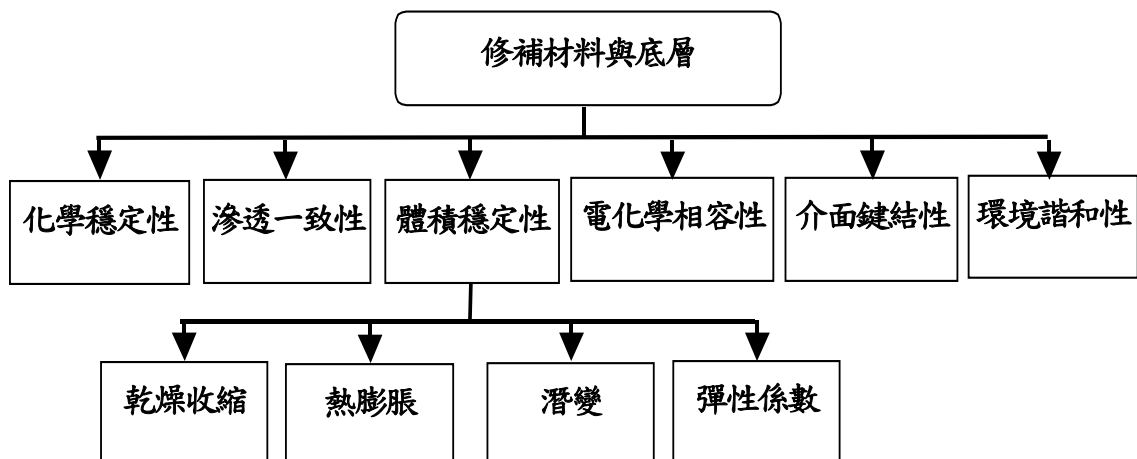 修補材料與底層
化學穩定性
滲透一致性
體積穩定性
電化學相容性
介面鍵結性
環境諧和性
乾燥收縮
熱膨脹
潛變
彈性係數